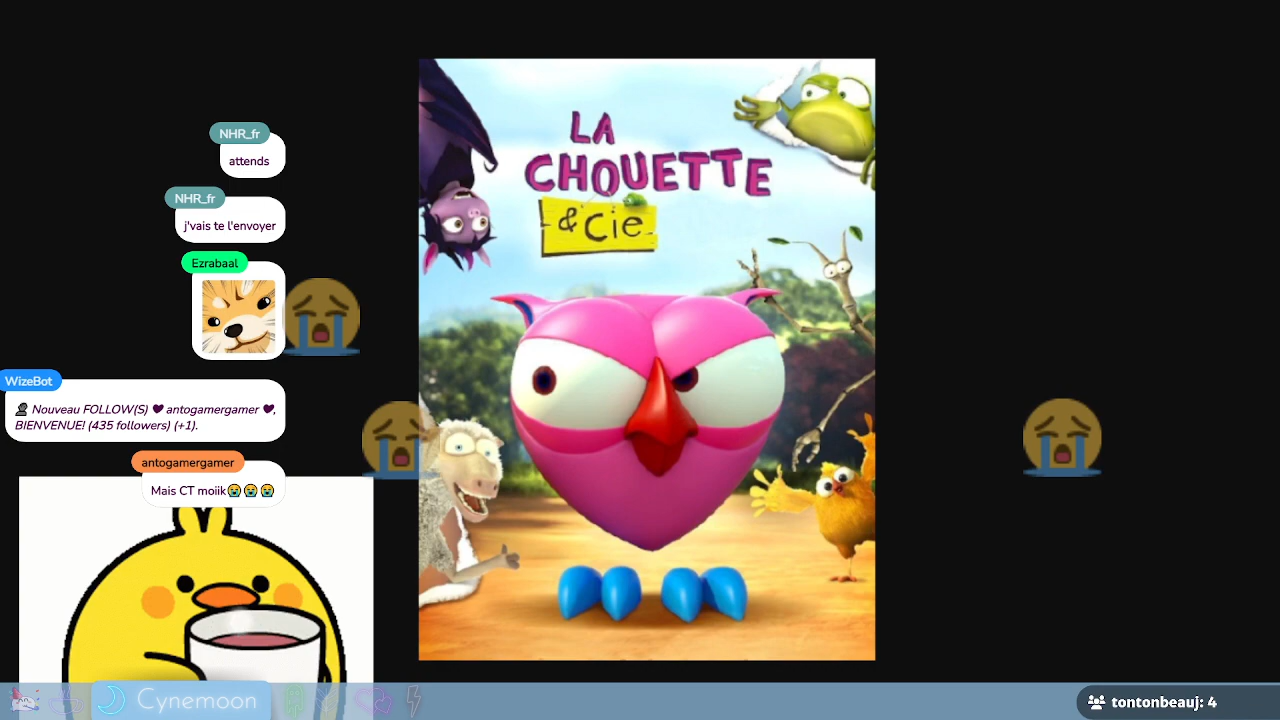 LA
CHOUETTE
& Cie
NHR_fr
attends
NHR_fr
j'vais te l'envoyer
Ezrabaal
WizeBot
Nouveau FOLLOW(S) ♥ antogamergamer ♥,
BIENVENUE! (435 followers) (+1).
antogamergamer
Mais CT moiik😭😭😭
Cynemoon
tontonbeauj: 4